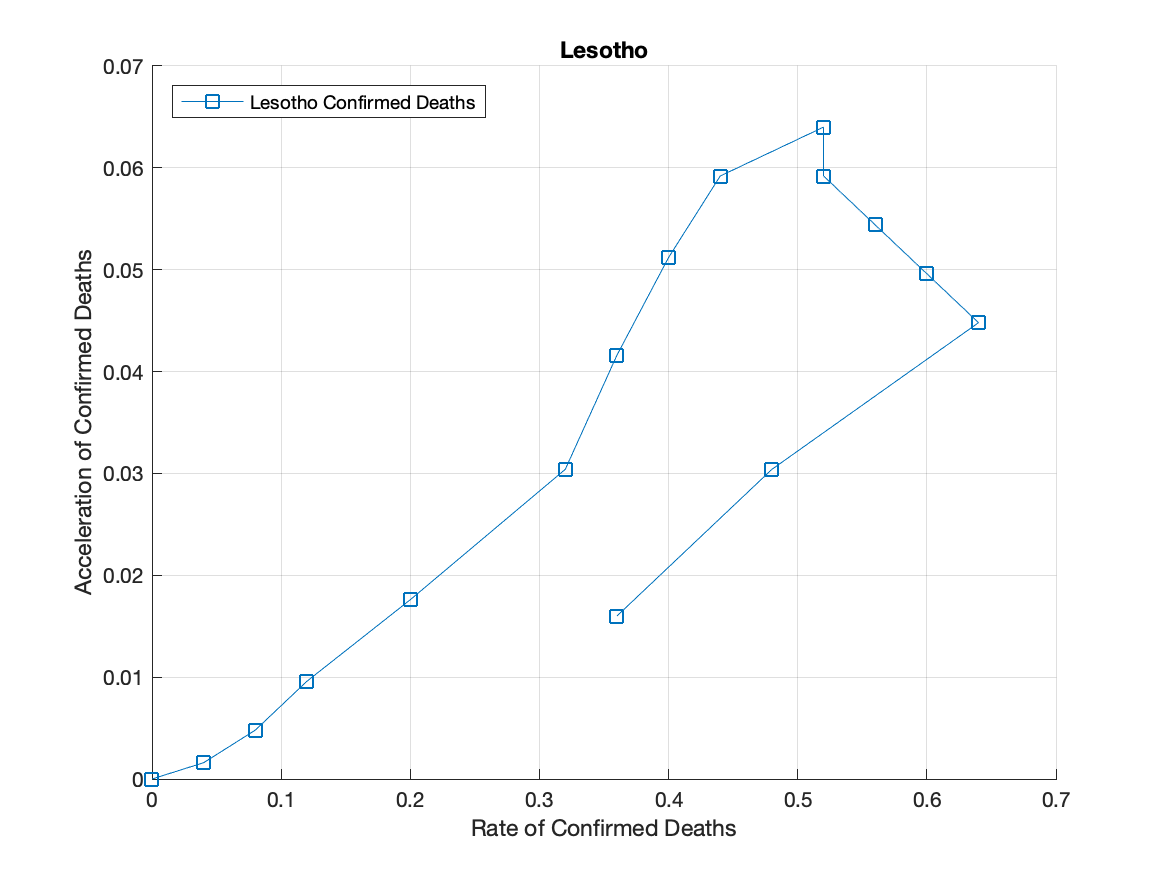 Lesotho
Lesotho Confirmed Deaths
0.07
0.06
0.05
0.04
0.03
0.02
0.01
0
Acceleration of Confirmed Deaths
0 0.1 0.2 0.3 0.4 0.5 0.6 0.7
Rate of Confirmed Deaths